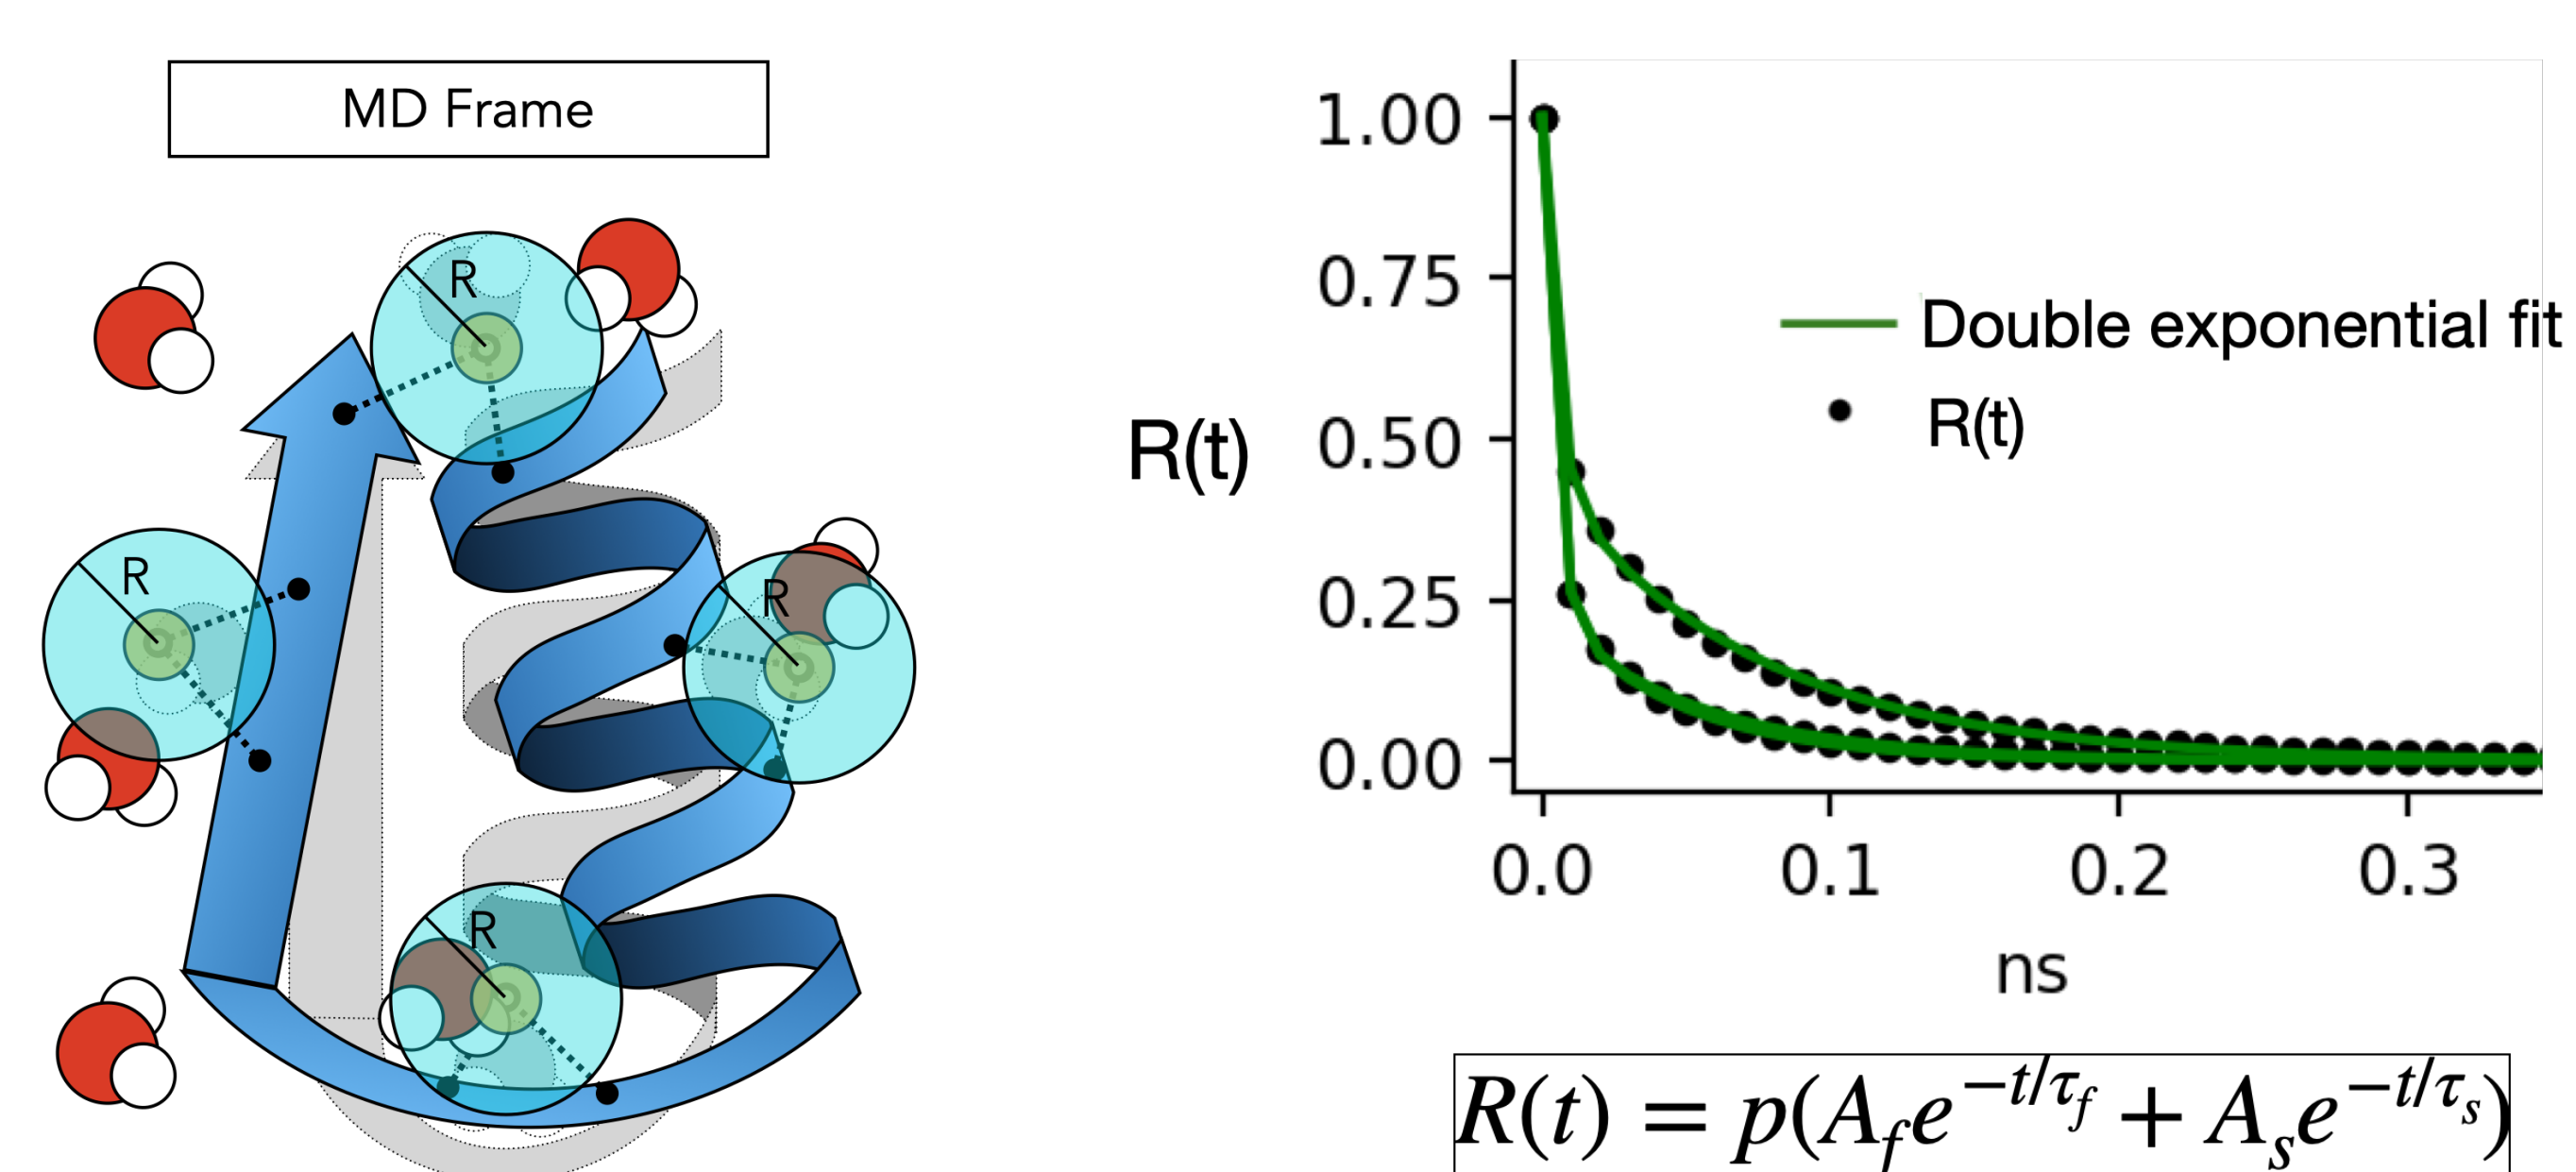 MD Frame
R
R
R
R
R(t)
1.00
0.75
0.50
0.25
0.00
Double exponential fit
R(t)
0.0 0.1 0.2 0.3
ns
R(t) = p(A_f e^{-t/τ_f} + A_s e^{-t/τ_s})